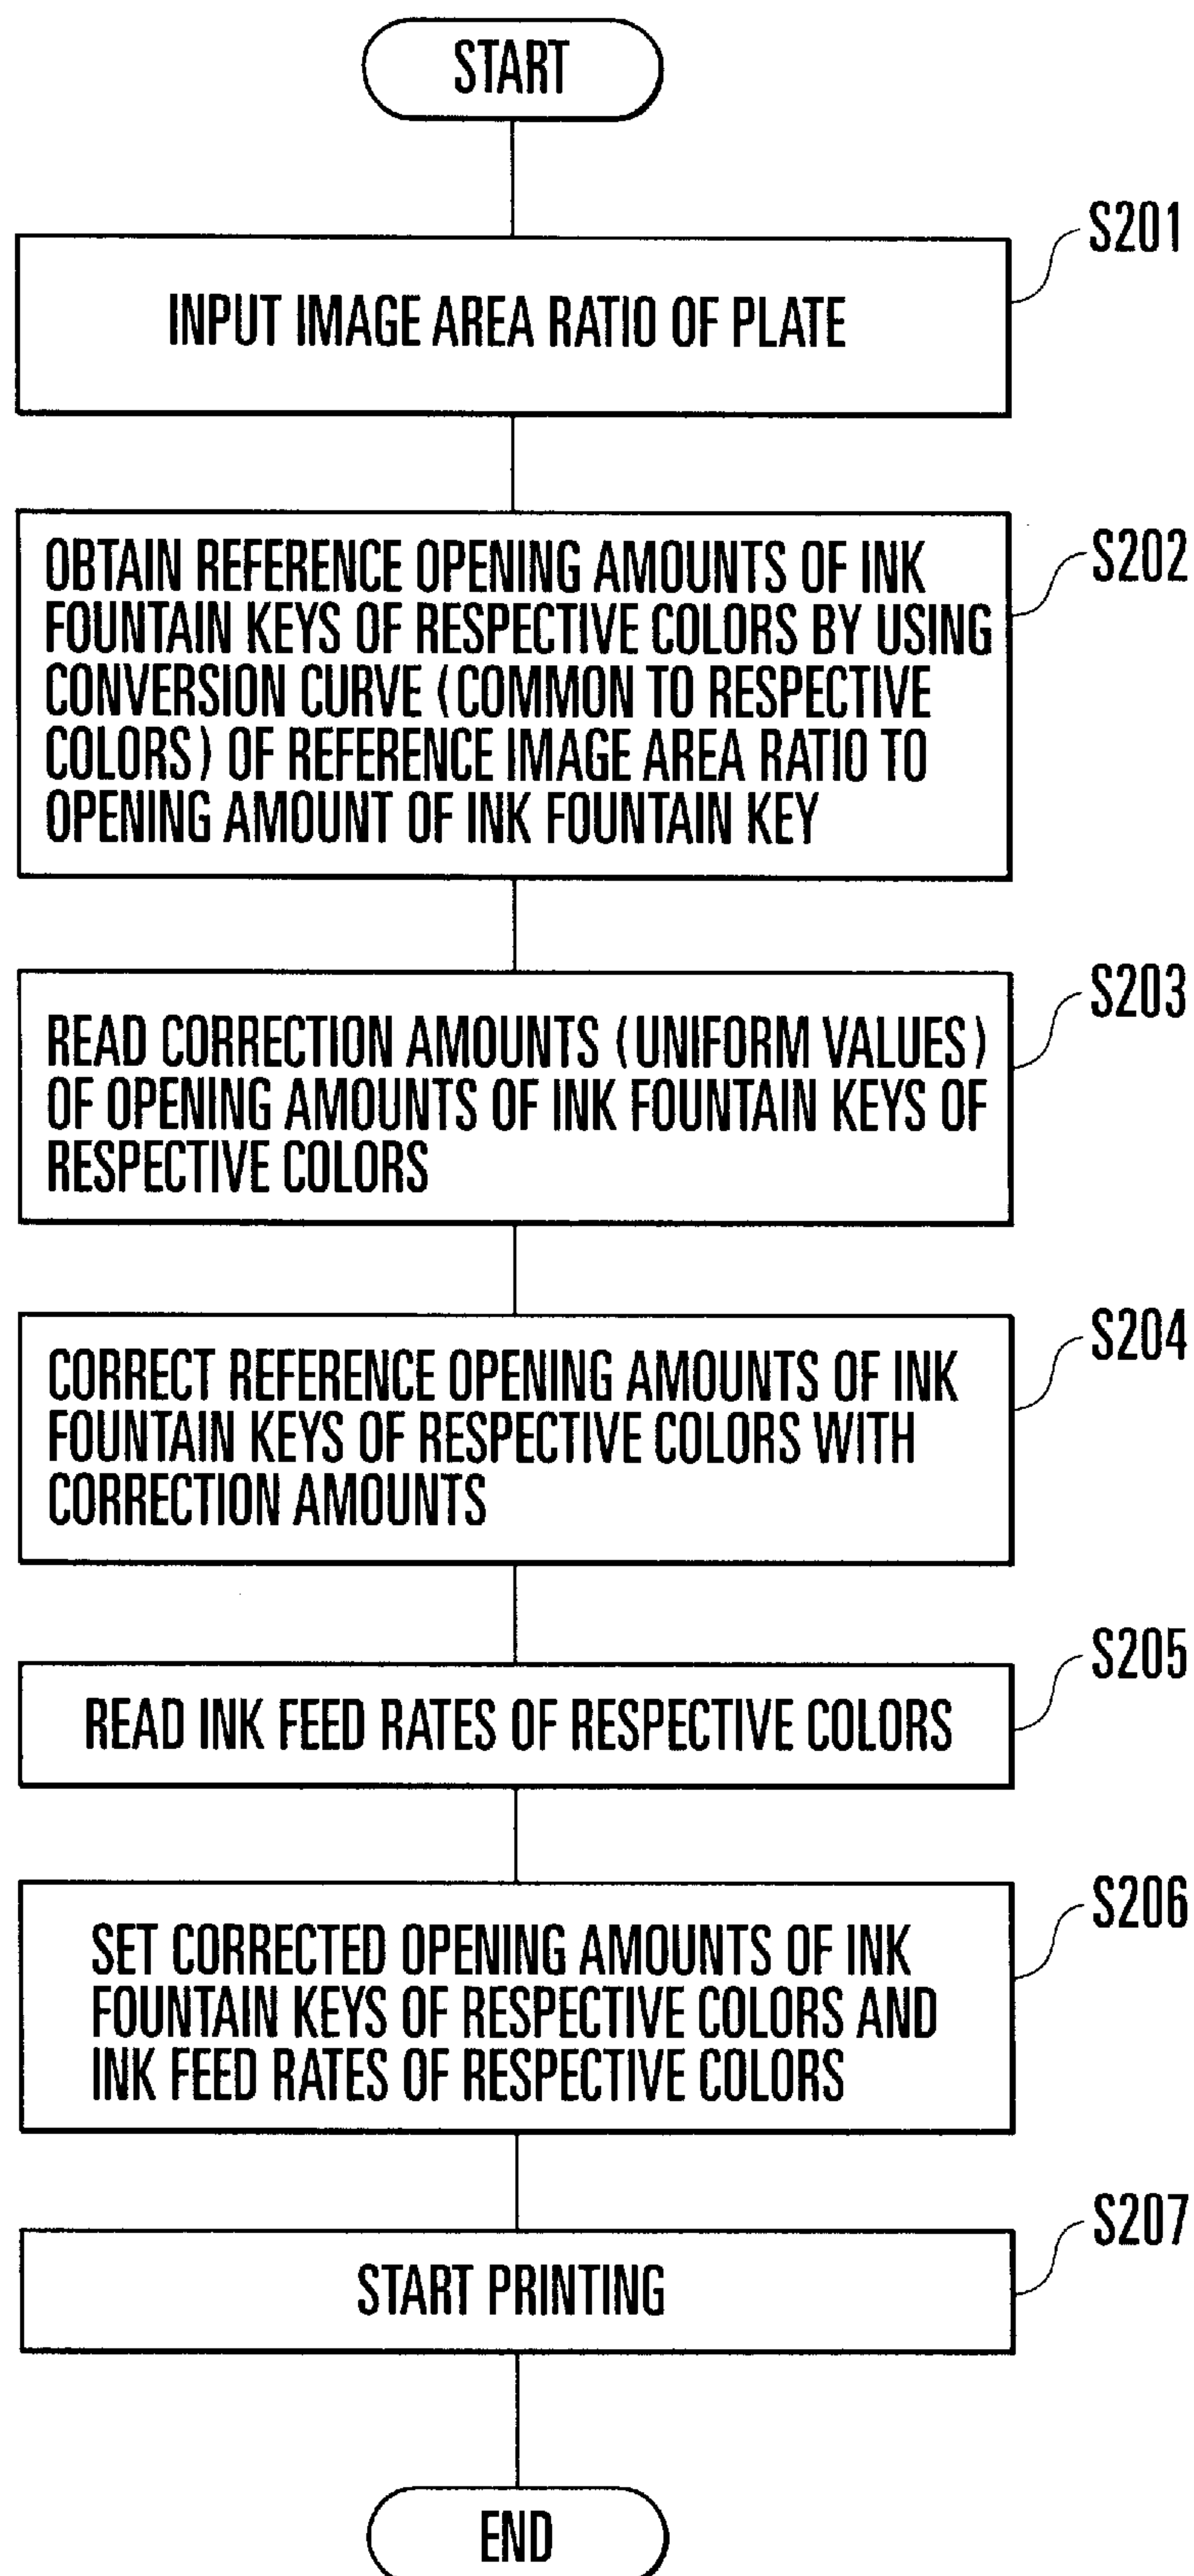 START
S201
INPUT IMAGE AREA RATIO OF PLATE
S202
OBTAIN REFERENCE OPENING AMOUNTS OF INK
FOUNTAIN KEYS OF RESPECTIVE COLORS BY USING
CONVERSION CURVE (COMMON TO RESPECTIVE
COLORS) OF REFERENCE IMAGE AREA RATIO TO
OPENING AMOUNT OF INK FOUNTAIN KEY
S203
READ CORRECTION AMOUNTS (UNIFORM VALUES)
OF OPENING AMOUNTS OF INK FOUNTAIN KEYS OF
RESPECTIVE COLORS
S204
CORRECT REFERENCE OPENING AMOUNTS OF INK
FOUNTAIN KEYS OF RESPECTIVE COLORS WITH
CORRECTION AMOUNTS
S205
READ INK FEED RATES OF RESPECTIVE COLORS
S206
SET CORRECTED OPENING AMOUNTS OF INK
FOUNTAIN KEYS OF RESPECTIVE COLORS AND
INK FEED RATES OF RESPECTIVE COLORS
S207
START PRINTING
END